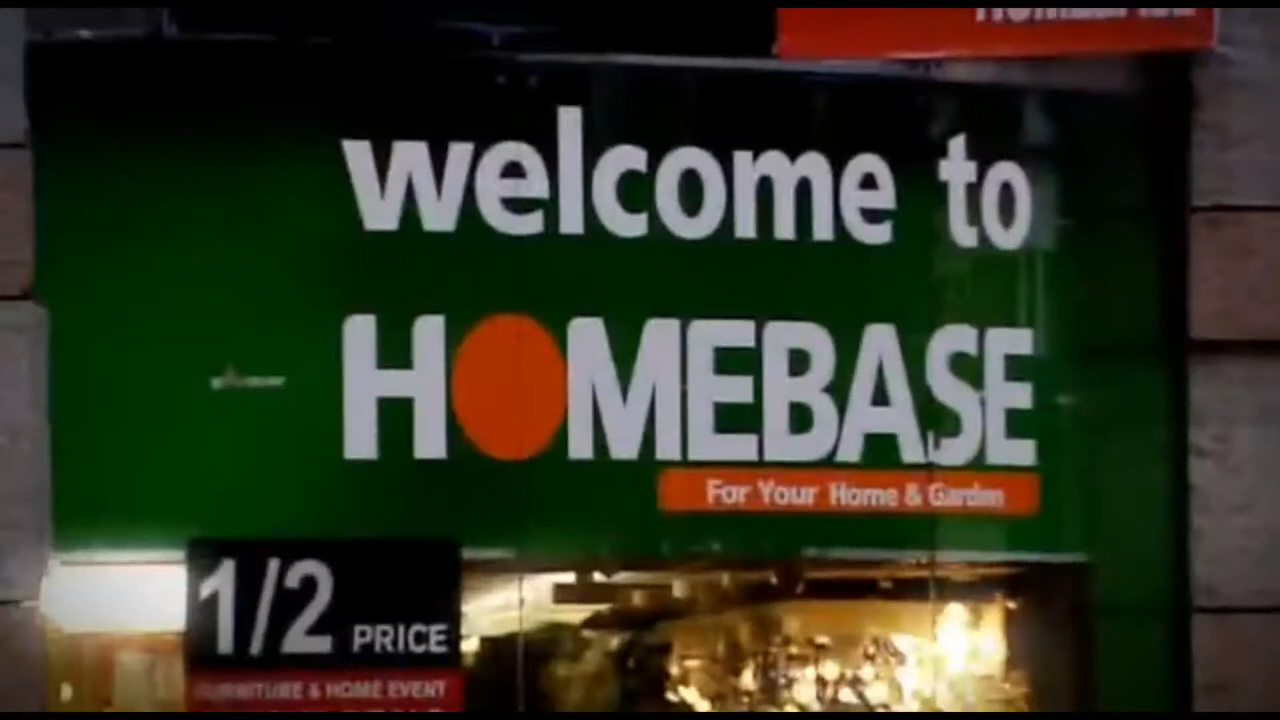 welcome to
HOMEBASE
For Your Home & Garden
1/2 PRICE
FURNITURE & HOME EVENT